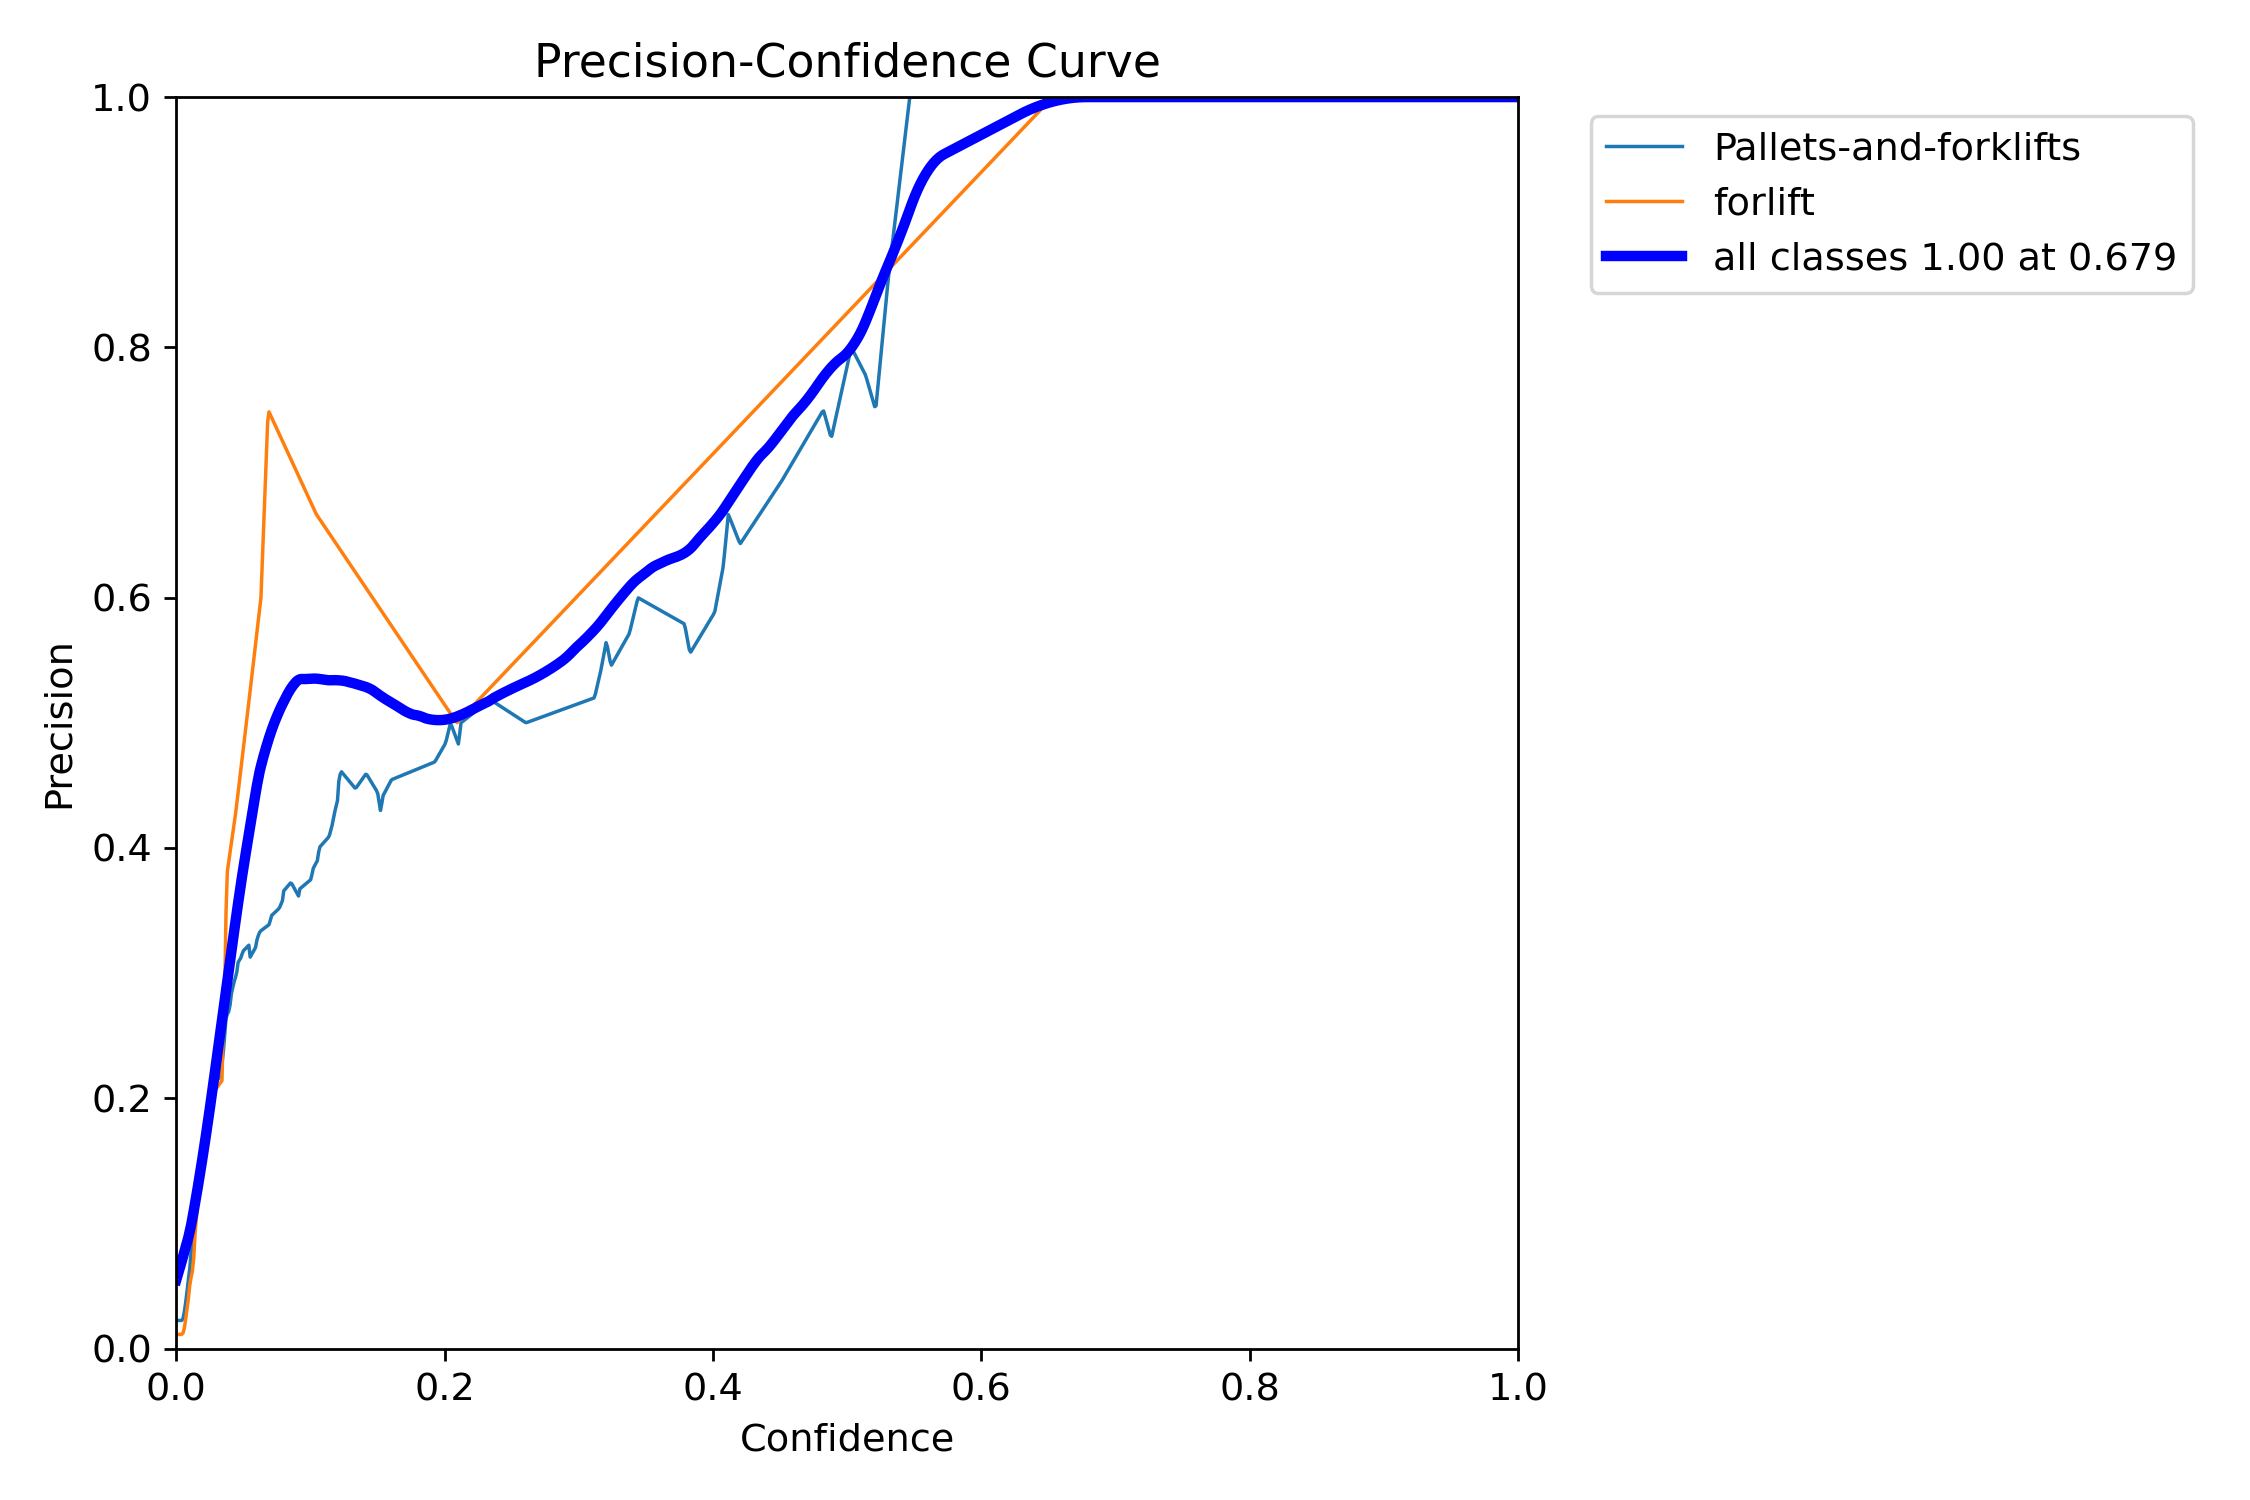 Precision-Confidence Curve
1.0
0.8
0.6
0.4
0.2
0.0
Precision
0.0 0.2 0.4 0.6 0.8 1.0
Confidence
Pallets-and-forklifts
forlift
all classes 1.00 at 0.679